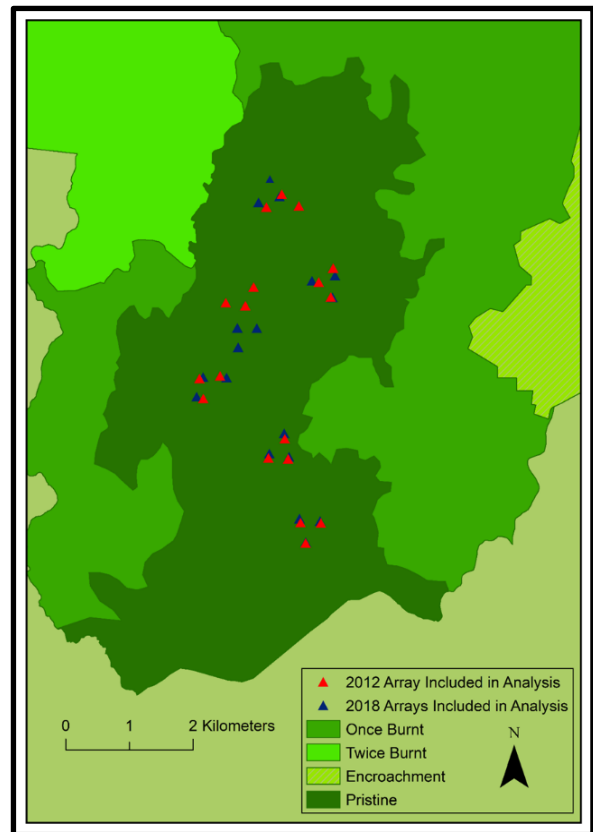 2012 Array Included in Analysis
2018 Arrays Included in Analysis
Once Burnt
Twice Burnt
Encroachment
Pristine
N
0 1 2 Kilometers